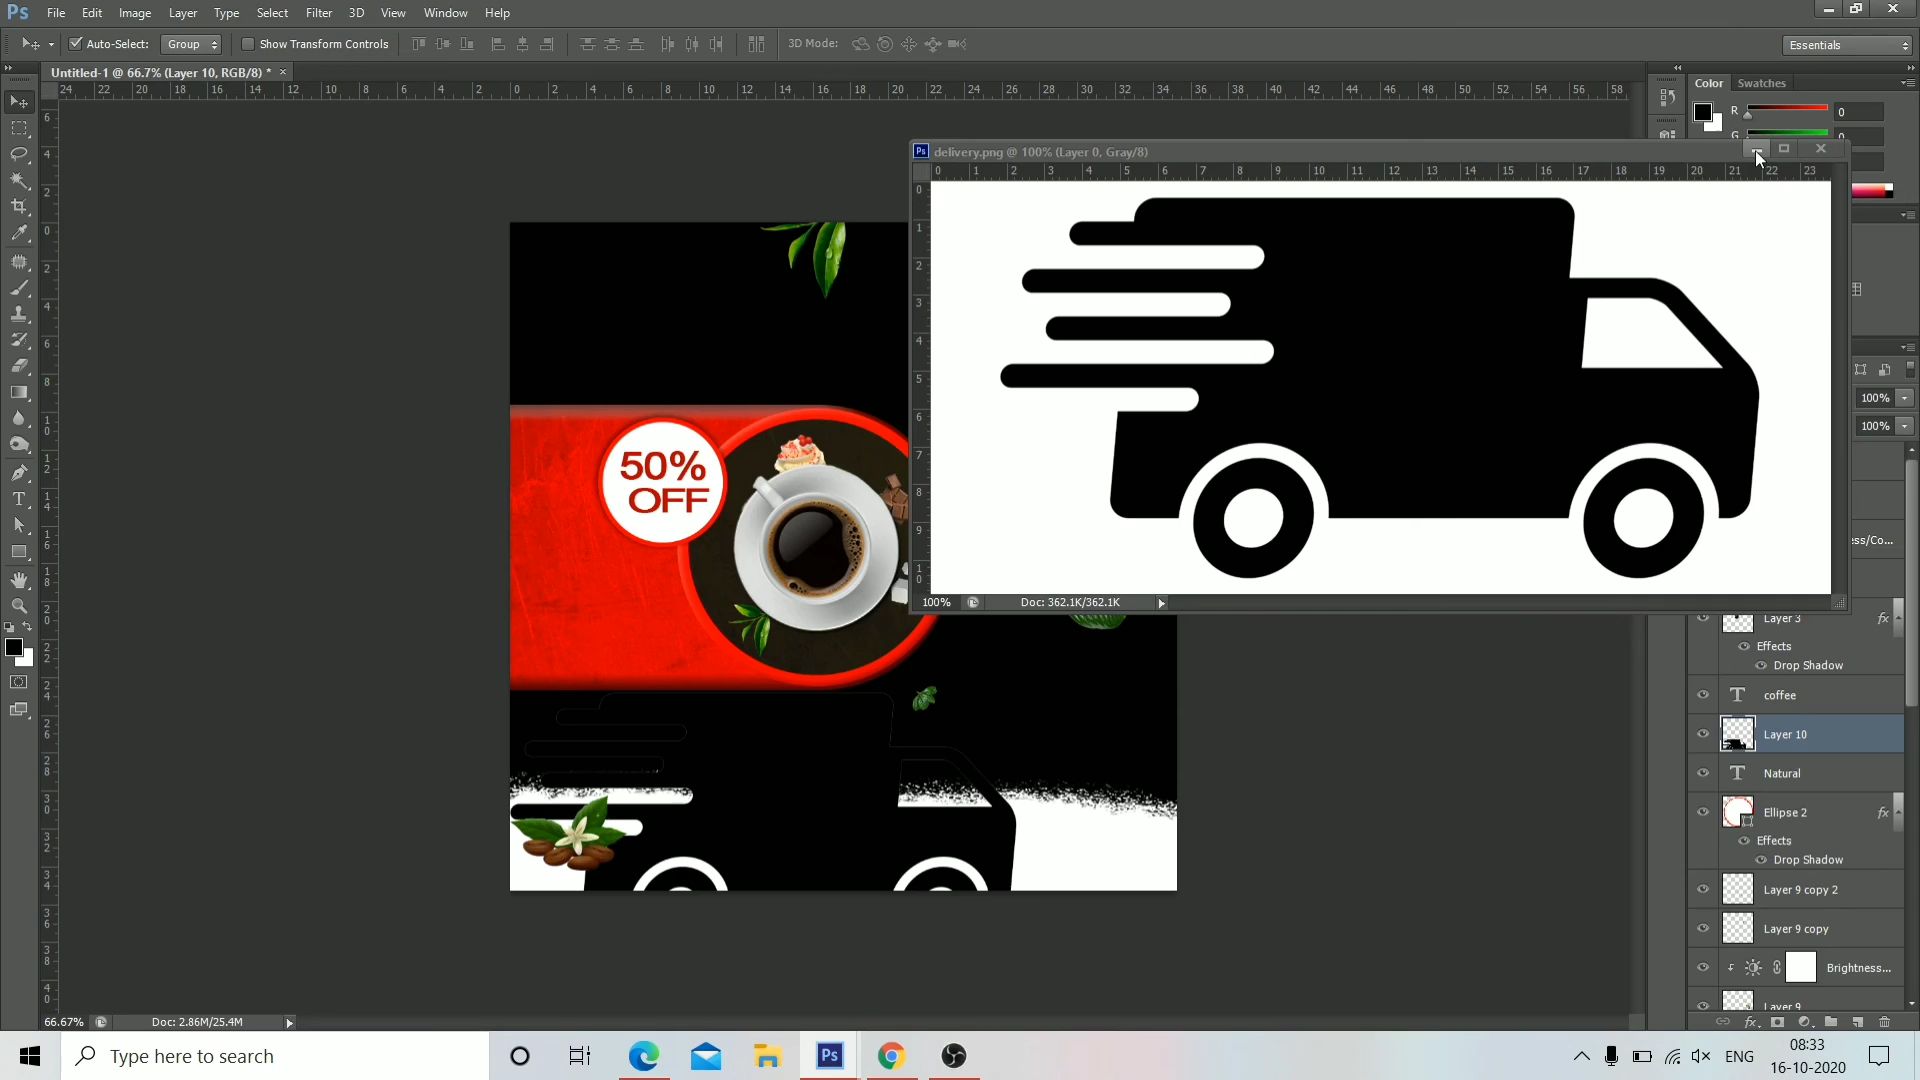 Ps File Edit Image Layer Type Select Filter 3D View Window Help
Auto-Select: Group Show Transform Controls 3D Mode: Essentials
Untitled-1 @ 66.7% (Layer 10, RGB/8) * ×
Color Swatches
24 22 20 18 16 14 12 10 8 6 4 2 0 2 4 6 8 10 12 14 16 18 20 22 24 26 28 30 32 34 36 38 40 42 44 46 48 50 52 54 56 58
R 0
G 0
Ps delivery.png @ 100% (Layer 0, Gray/8)
0 1 2 3 4 5 6 7 8 9 10 11 12 13 14 15 16 17 18 19 20 21 22 23
100%
100%
50%
OFF
ess/Co...
100% Doc: 362.1K/362.1K
Layer 3 fx
Effects
Drop Shadow
T coffee
Layer 10
T Natural
Ellipse 2 fx
Effects
Drop Shadow
Layer 9 copy 2
Layer 9 copy
Brightness...
Layer 9
66.67% Doc: 2.86M/25.4M
fx
Type here to search
Ps
ENG
08:33
16-10-2020